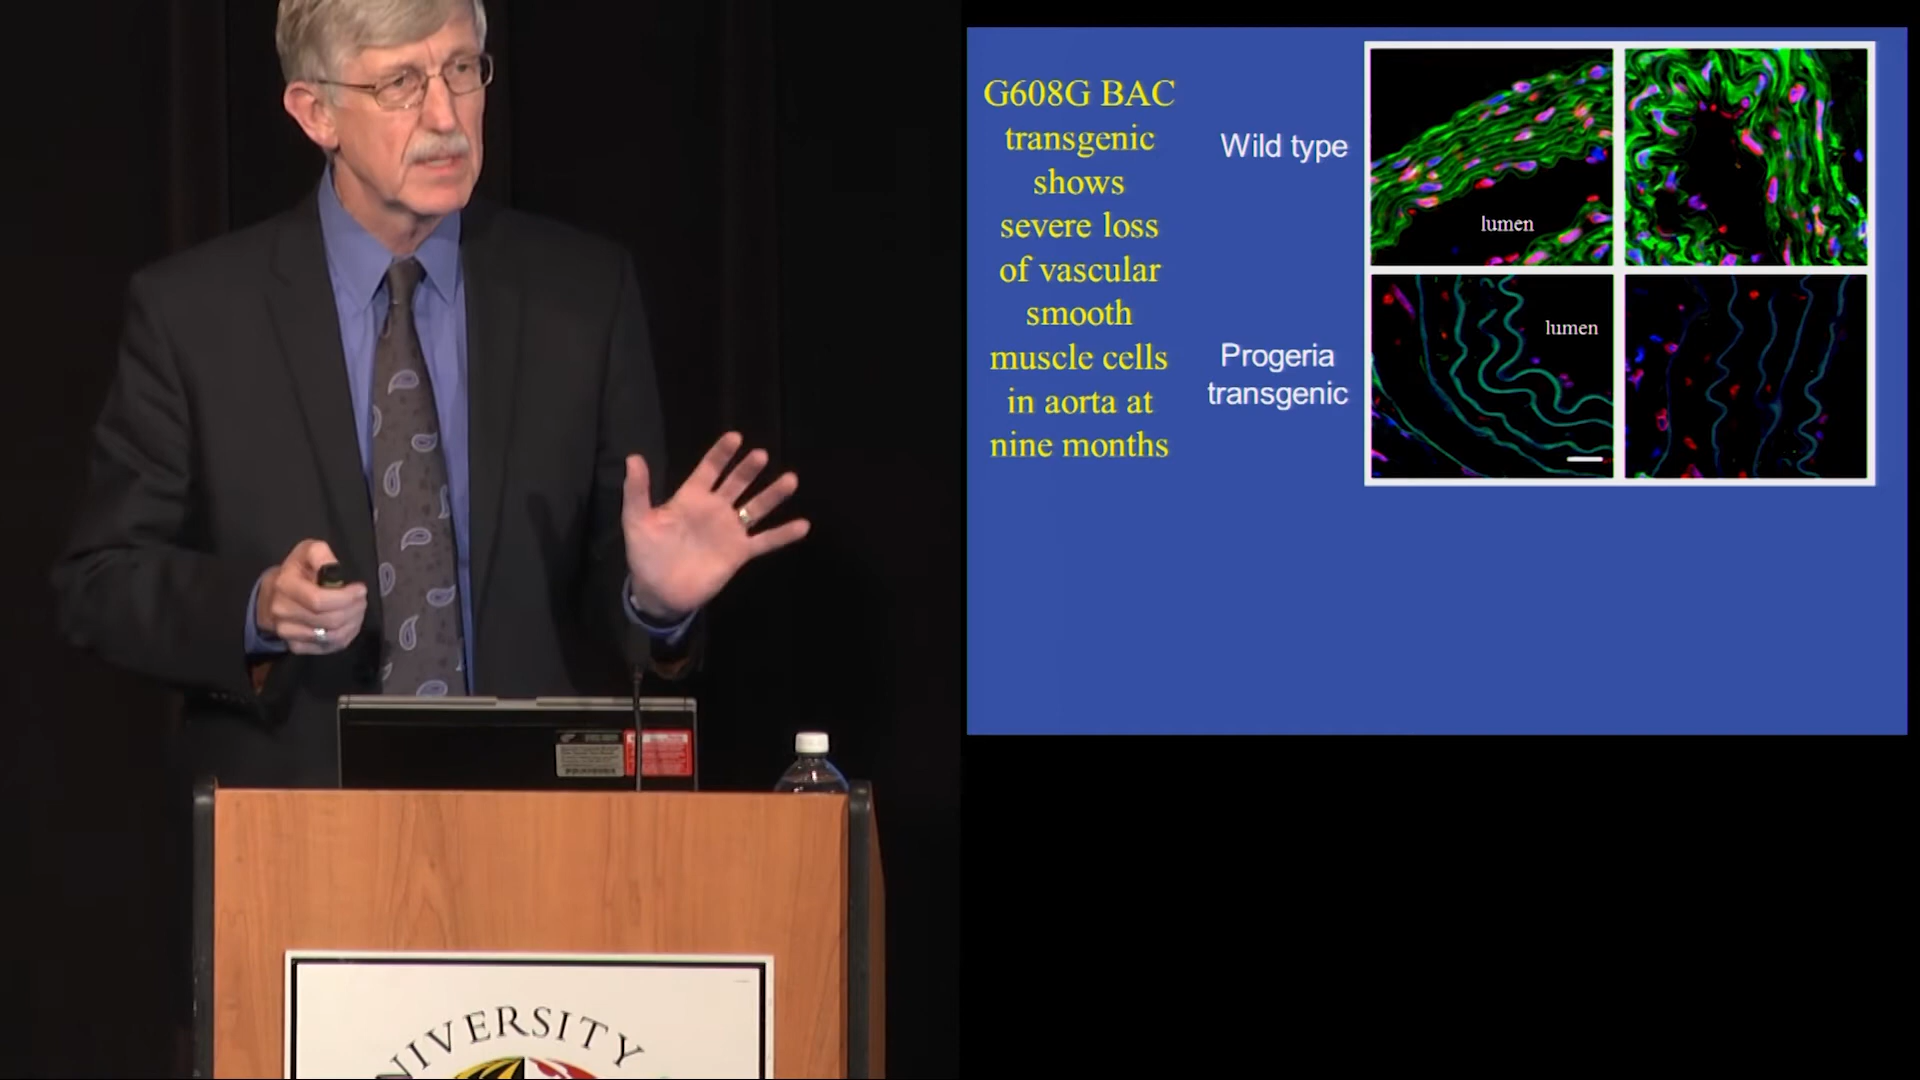 G608G BAC
transgenic
shows
severe loss
of vascular
smooth
muscle cells
in aorta at
nine months
Wild type
Progeria
transgenic
lumen
lumen
NIVERSITY